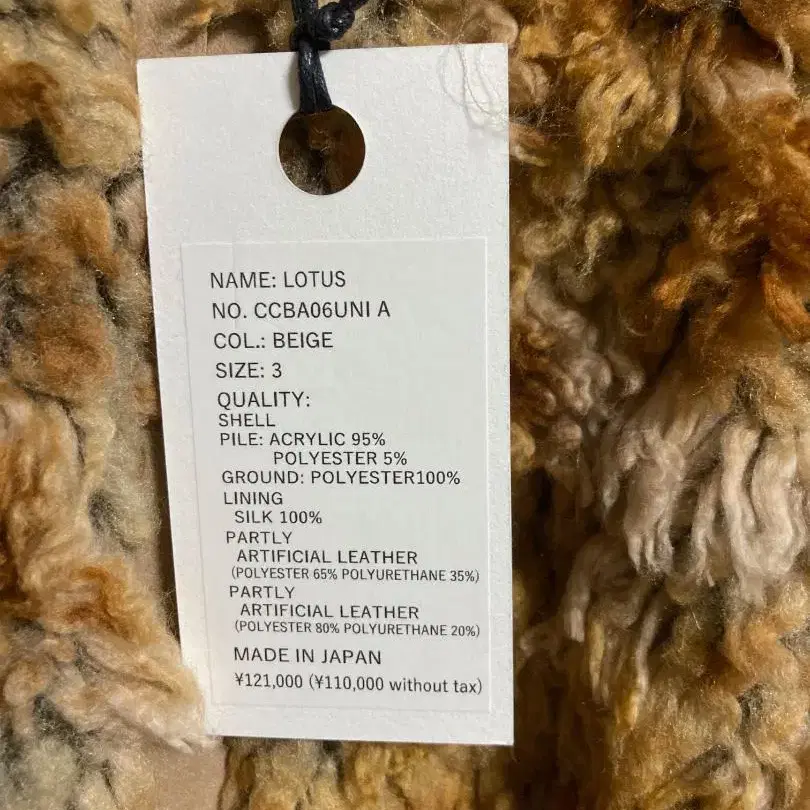 NAME: LOTUS
NO. CCBA06UNI A
COL.: BEIGE
SIZE: 3
QUALITY:
SHELL
PILE: ACRYLIC 95%
POLYESTER 5%
GROUND: POLYESTER100%
LINING
SILK 100%
PARTLY
ARTIFICIAL LEATHER
(POLYESTER 65% POLYURETHANE 35%)
PARTLY
ARTIFICIAL LEATHER
(POLYESTER 80% POLYURETHANE 20%)
MADE IN JAPAN
¥121,000 (¥110,000 without tax)